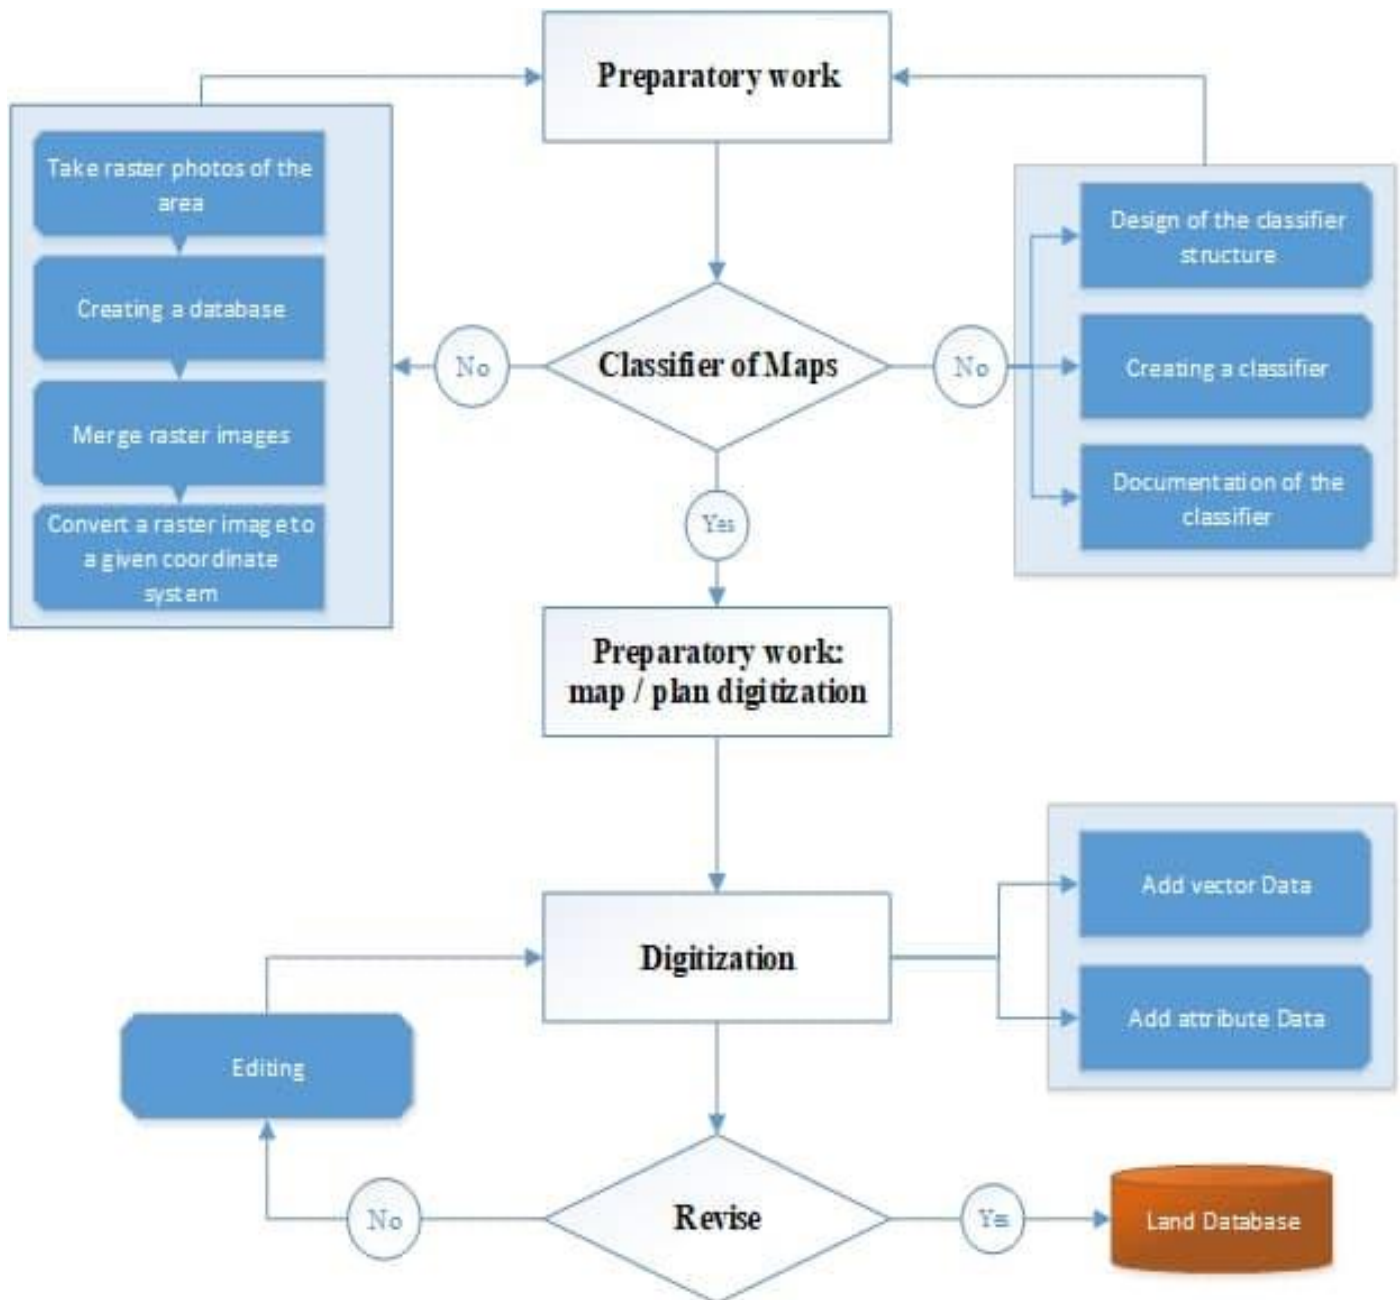 Preparatory work
Take raster photos of the
area
Creating a database
Merge raster images
Convert a raster image to
a given coordinate
system
No
Classifier of Maps
No
Design of the classifier
structure
Creating a classifier
Documentation of the
classifier
Yes
Preparatory work:
map / plan digitization
Digitization
Add vector Data
Add attribute Data
Editing
No
Revise
Yes
Land Database